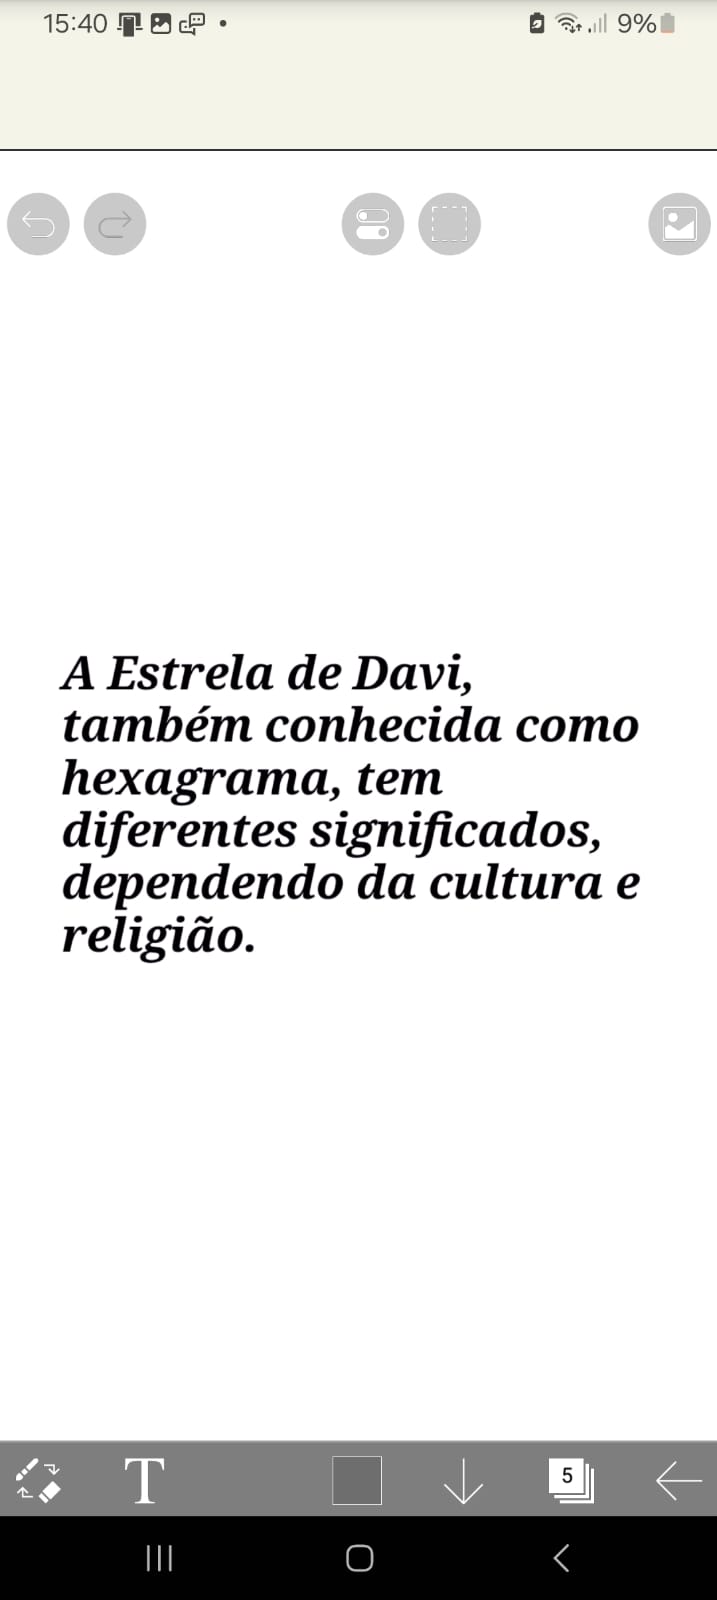 15:40
9%
A Estrela de Davi,
também conhecida como
hexagrama, tem
diferentes significados,
dependendo da cultura e
religião.
T
5